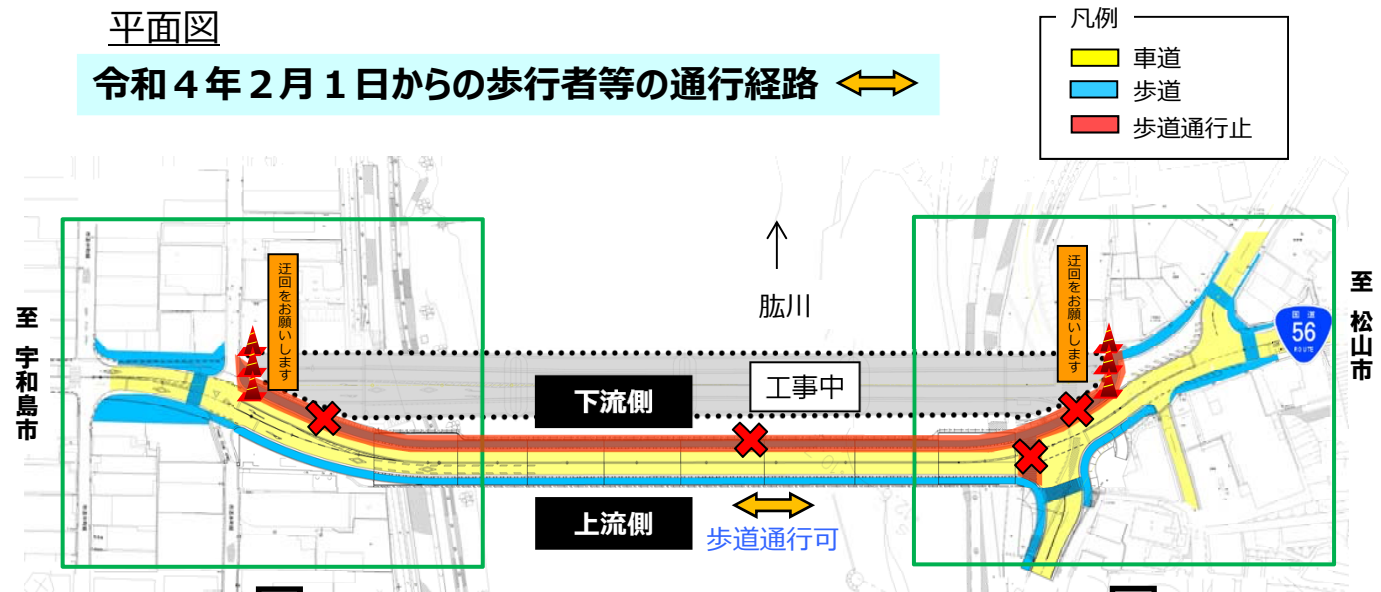 平面図
令和４年２月１日からの歩行者等の通行経路
凡例
車道
歩道
歩道通行止
迂回をお願いします
迂回をお願いします
肱川
至 宇和島市
至 松山市
国道
56
ROUTE
下流側
工事中
上流側
歩道通行可